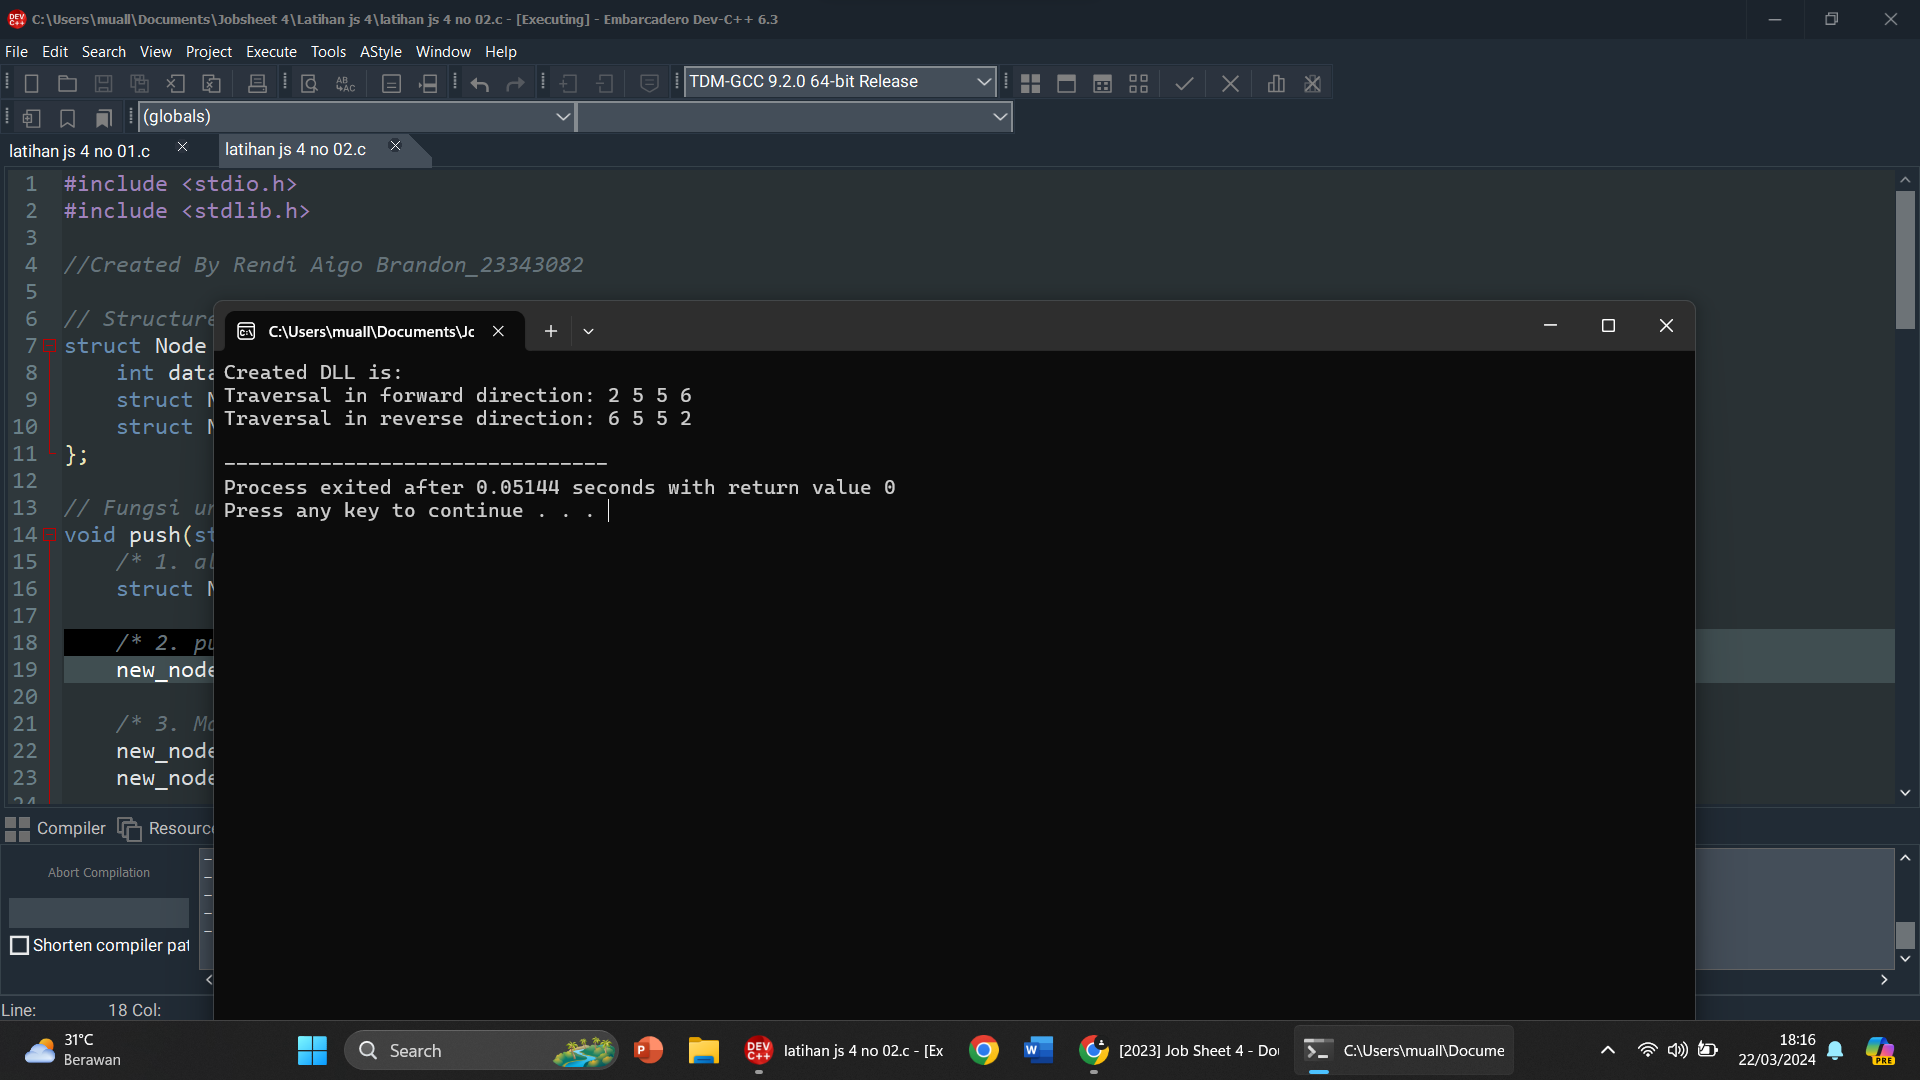 C:\Users\muall\Documents\Jobsheet 4\Latihan js 4\latihan js 4 no 02.c - [Executing] - Embarcadero Dev-C++ 6.3
File Edit Search View Project Execute Tools AStyle Window Help
TDM-GCC 9.2.0 64-bit Release
(globals)
latihan js 4 no 01.c
latihan js 4 no 02.c
1 #include <stdio.h>
2 #include <stdlib.h>
3
4 //Created By Rendi Aigo Brandon_23343082
5
6 // Structure
7 struct Node
8 int data
9 struct N
10 struct N
11 };
12
13 // Fungsi un
14 void push(st
15 /* 1. al
16 struct N
17
18 /* 2. pu
19 new_node
20
21 /* 3. Ma
22 new_node
23 new_node
24
C:\Users\muall\Documents\Jc
Created DLL is:
Traversal in forward direction: 2 5 5 6
Traversal in reverse direction: 6 5 5 2
--------------------------------
Process exited after 0.05144 seconds with return value 0
Press any key to continue . . .
Compiler Resourc
Abort Compilation
Shorten compiler pat
Line: 18 Col:
31°C
Berawan
Search
latihan js 4 no 02.c - [Ex
[2023] Job Sheet 4 - Dou
C:\Users\muall\Docume
18:16
22/03/2024